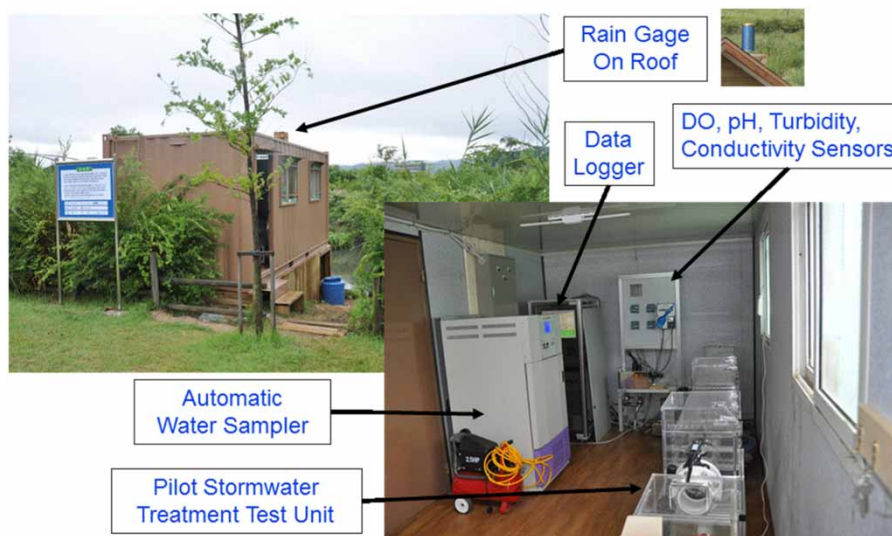 Rain Gage
On Roof
Data
Logger
DO, pH, Turbidity,
Conductivity Sensors
Automatic
Water Sampler
Pilot Stormwater
Treatment Test Unit